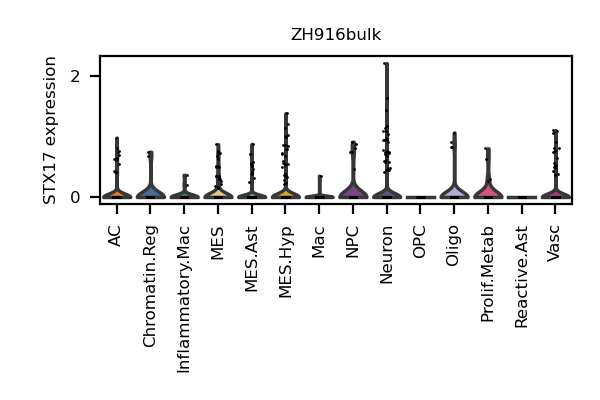 ZH916bulk
STX17 expression
2
0
AC
Chromatin.Reg
Inflammatory.Mac
MES
MES.Ast
MES.Hyp
Mac
NPC
Neuron
OPC
Oligo
Prolif.Metab
Reactive.Ast
Vasc